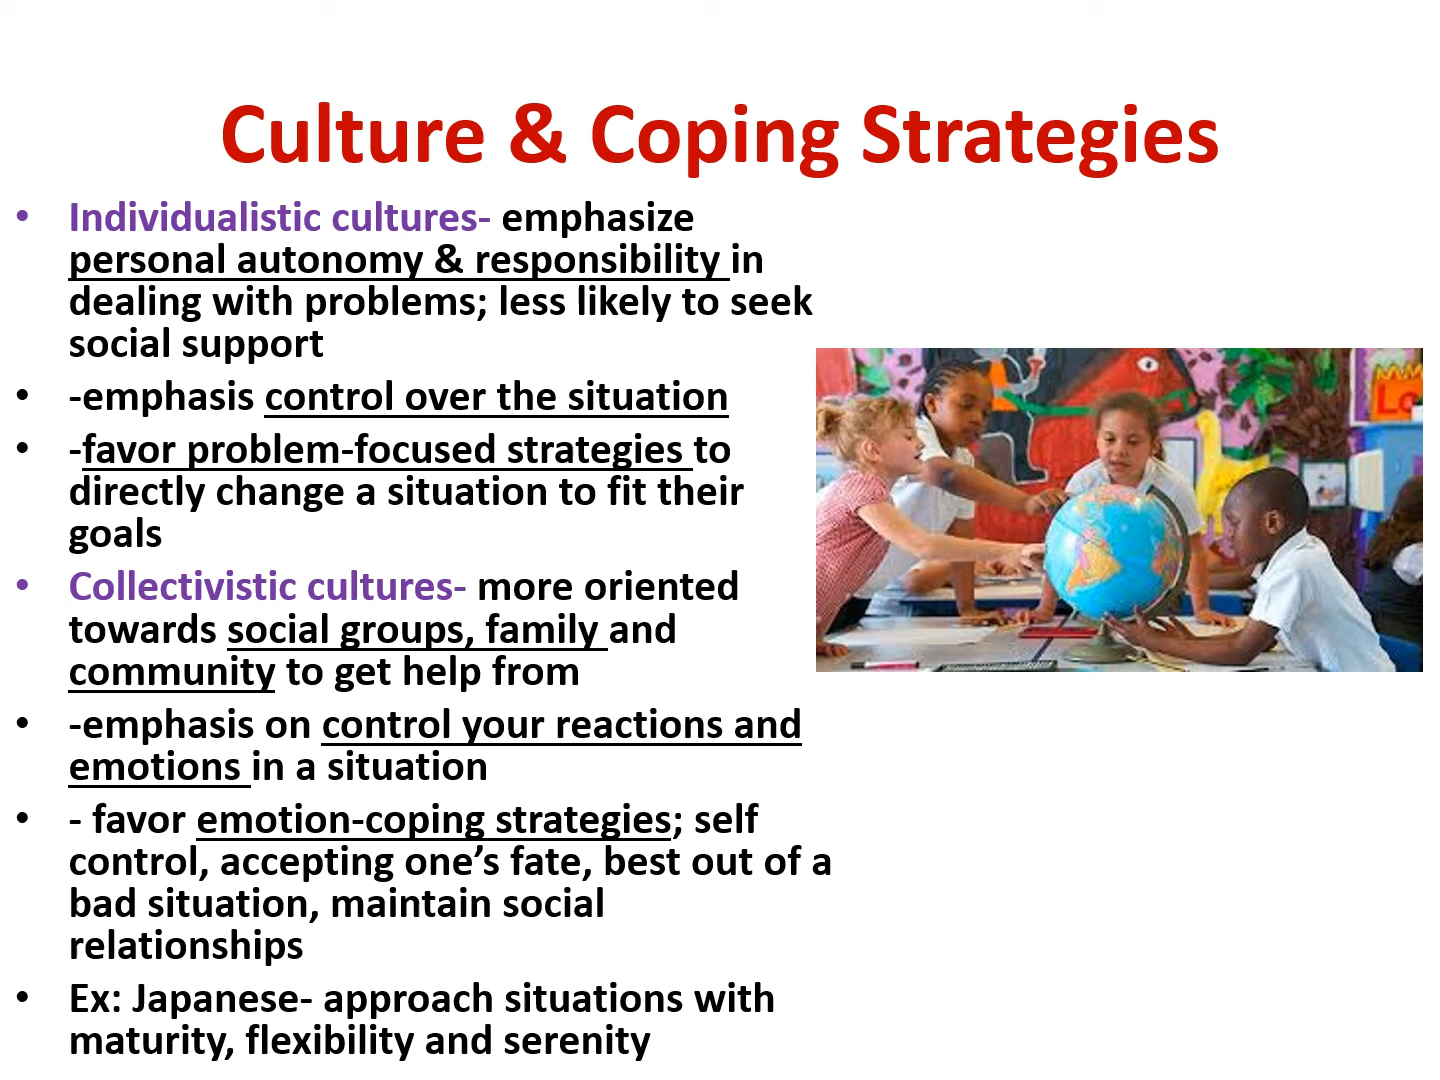 Culture & Coping Strategies
• Individualistic cultures- emphasize
personal autonomy & responsibility in
dealing with problems; less likely to seek
social support
• -emphasis control over the situation
• -favor problem-focused strategies to
directly change a situation to fit their
goals
• Collectivistic cultures- more oriented
towards social groups, family and
community to get help from
• -emphasis on control your reactions and
emotions in a situation
• - favor emotion-coping strategies; self
control, accepting one’s fate, best out of a
bad situation, maintain social
relationships
• Ex: Japanese- approach situations with
maturity, flexibility and serenity
Lo